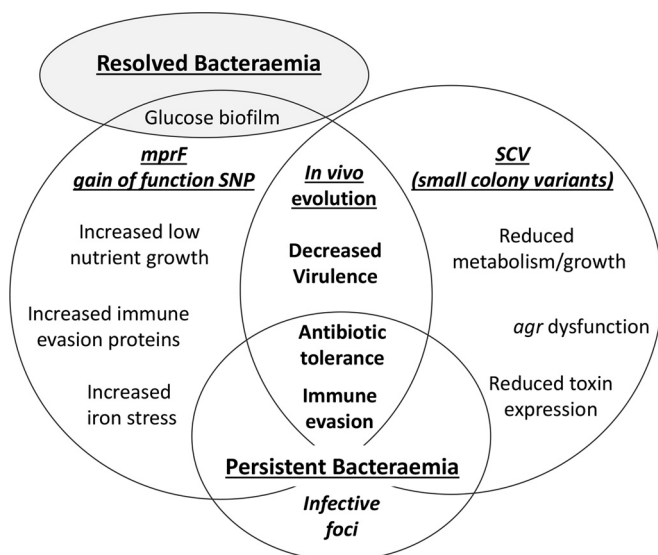 Resolved Bacteraemia
Glucose biofilm
mprF
gain of function SNP
Increased low
nutrient growth
Increased immune
evasion proteins
Increased
iron stress
In vivo
evolution
Decreased
Virulence
Antibiotic
tolerance
Immune
evasion
SCV
(small colony variants)
Reduced
metabolism/growth
agr dysfunction
Reduced toxin
expression
Persistent Bacteraemia
Infective
foci